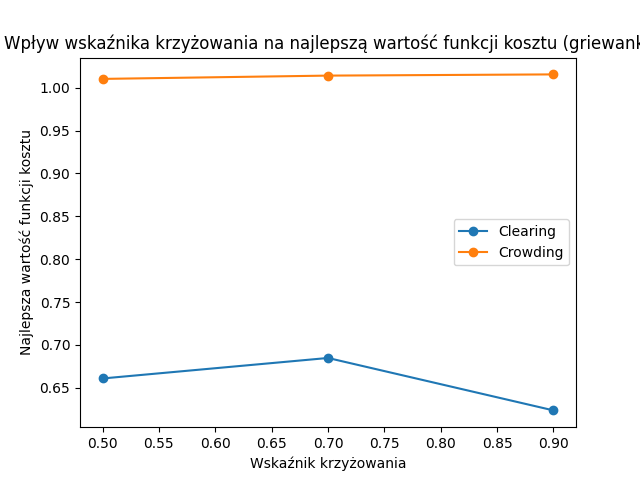 Wpływ wskaźnika krzyżowania na najlepszą wartość funkcji kosztu (griewank
1.00
0.95
0.90
0.85
0.80
0.75
0.70
0.65
Najlepsza wartość funkcji kosztu
Clearing
Crowding
0.50 0.55 0.60 0.65 0.70 0.75 0.80 0.85 0.90
Wskaźnik krzyżowania